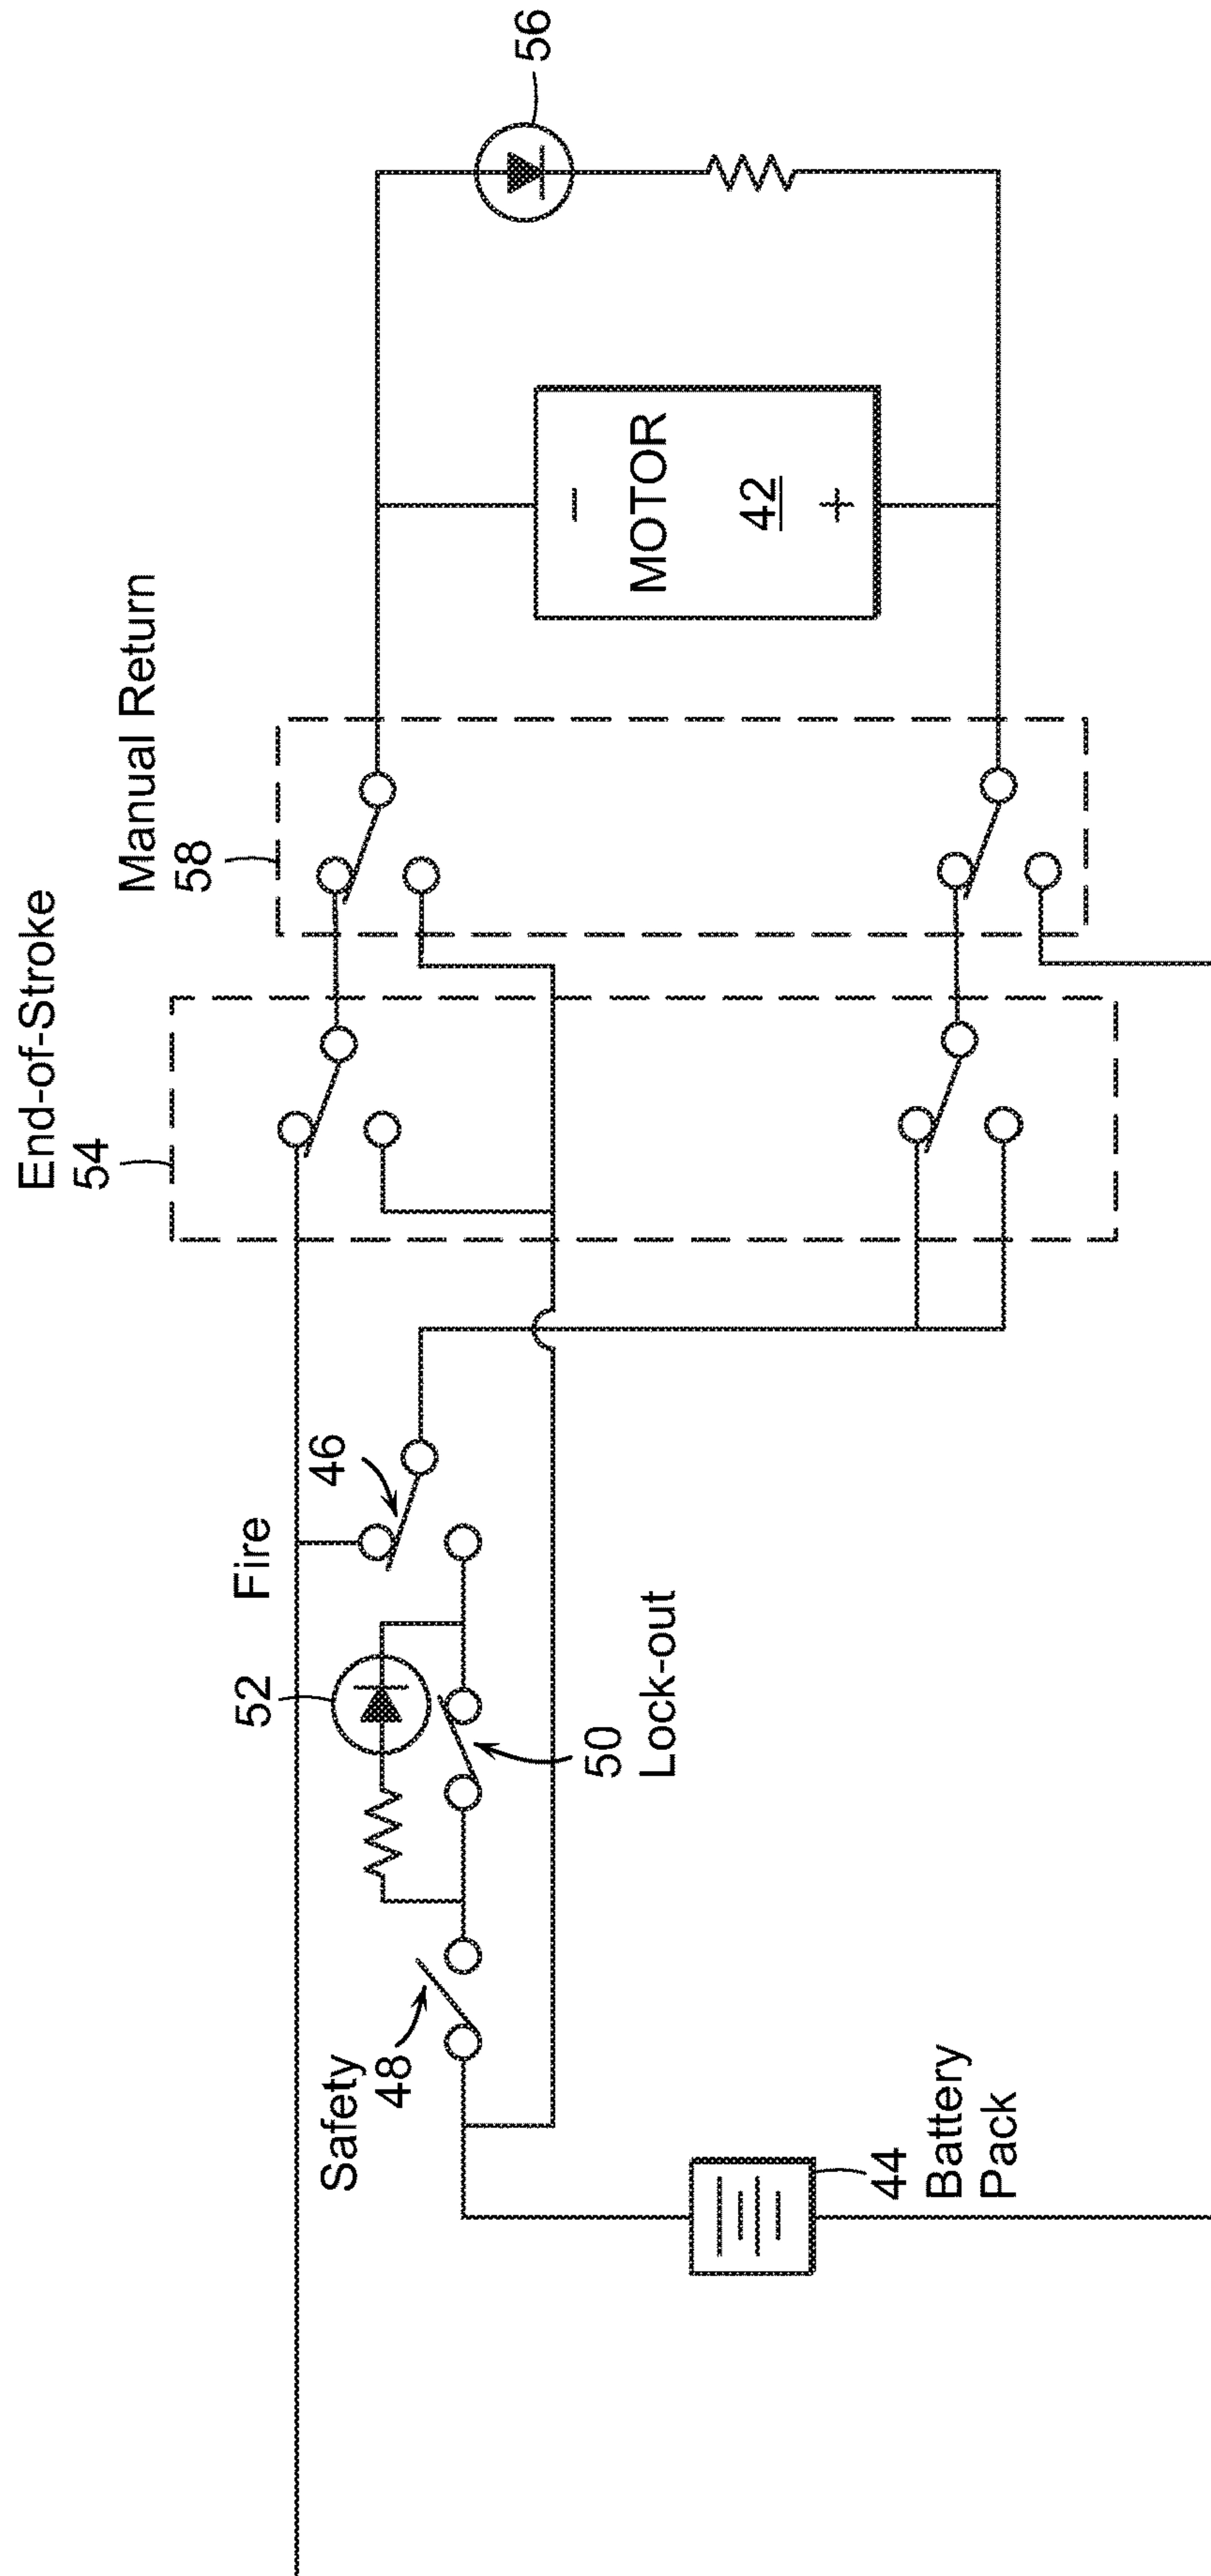 End-of-Stroke
54
Manual Return
58
56
MOTOR
42
−
+
Fire
46
52
50
Lock-out
Safety
48
44
Battery
Pack